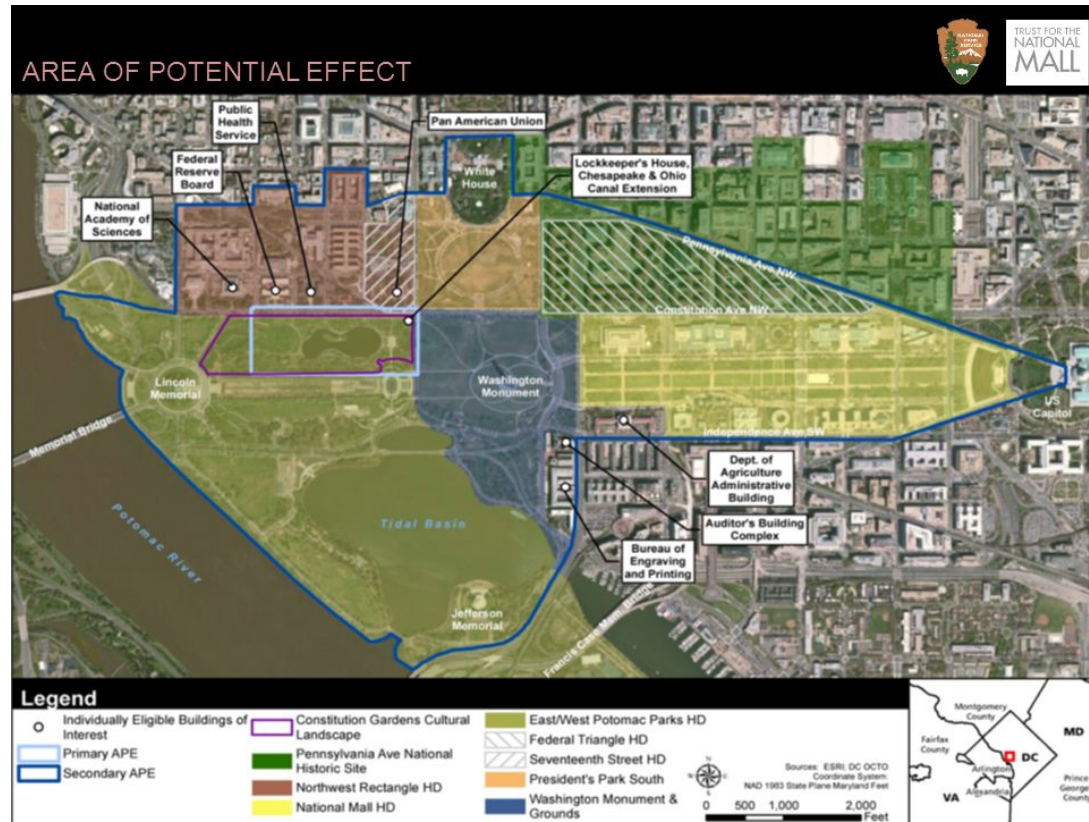 AREA OF POTENTIAL EFFECT
NATIONAL
PARK
SERVICE
TRUST FOR THE
NATIONAL
MALL
Public
Health
Service
Pan American Union
Federal
Reserve
Board
White
House
Lockkeeper's House,
Chesapeake & Ohio
Canal Extension
National
Academy of
Sciences
Pennsylvania Ave NW
Constitution Ave NW
Lincoln
Memorial
Washington
Monument
US
Capitol
Memorial Bridge
Independence Ave SW
Dept. of
Agriculture
Administrative
Building
Potomac River
Tidal Basin
Auditor's Building
Complex
Bureau of
Engraving
and Printing
Jefferson
Memorial
Francis Case Mem. Bridge
Legend
Individually Eligible Buildings of
Interest
Primary APE
Secondary APE
Constitution Gardens Cultural
Landscape
Pennsylvania Ave National
Historic Site
Northwest Rectangle HD
National Mall HD
East/West Potomac Parks HD
Federal Triangle HD
Seventeenth Street HD
President's Park South
Washington Monument &
Grounds
N
Sources: ESRI, DC OCTO
Coordinate System:
NAD 1983 State Plane Maryland Feet
0 500 1,000 2,000
Feet
Montgomery
County
MD
Fairfax
County
DC
Arlington
Alexandria
VA
Prince
George
County